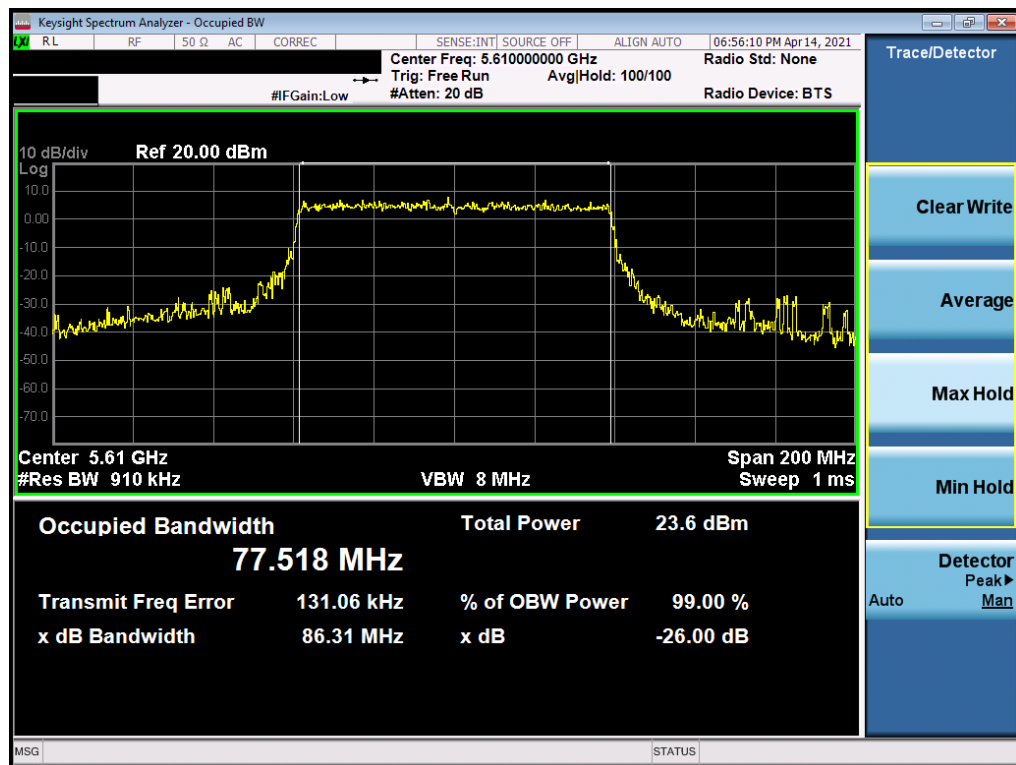 Keysight Spectrum Analyzer - Occupied BW
LXI RL RF 50 Ω AC CORREC SENSE:INT SOURCE OFF ALIGN AUTO 06:56:10 PM Apr 14, 2021
Center Freq: 5.610000000 GHz Radio Std: None
Trig: Free Run Avg|Hold: 100/100
#IFGain:Low #Atten: 20 dB Radio Device: BTS
Trace/Detector
10 dB/div Ref 20.00 dBm
Log
10.0
0.00
-10.0
-20.0
-30.0
-40.0
-50.0
-60.0
-70.0
Center 5.61 GHz Span 200 MHz
#Res BW 910 kHz VBW 8 MHz Sweep 1 ms
Occupied Bandwidth Total Power 23.6 dBm
77.518 MHz
Transmit Freq Error 131.06 kHz % of OBW Power 99.00 %
x dB Bandwidth 86.31 MHz x dB -26.00 dB
Clear Write
Average
Max Hold
Min Hold
Detector
Peak▶
Auto Man
MSG STATUS